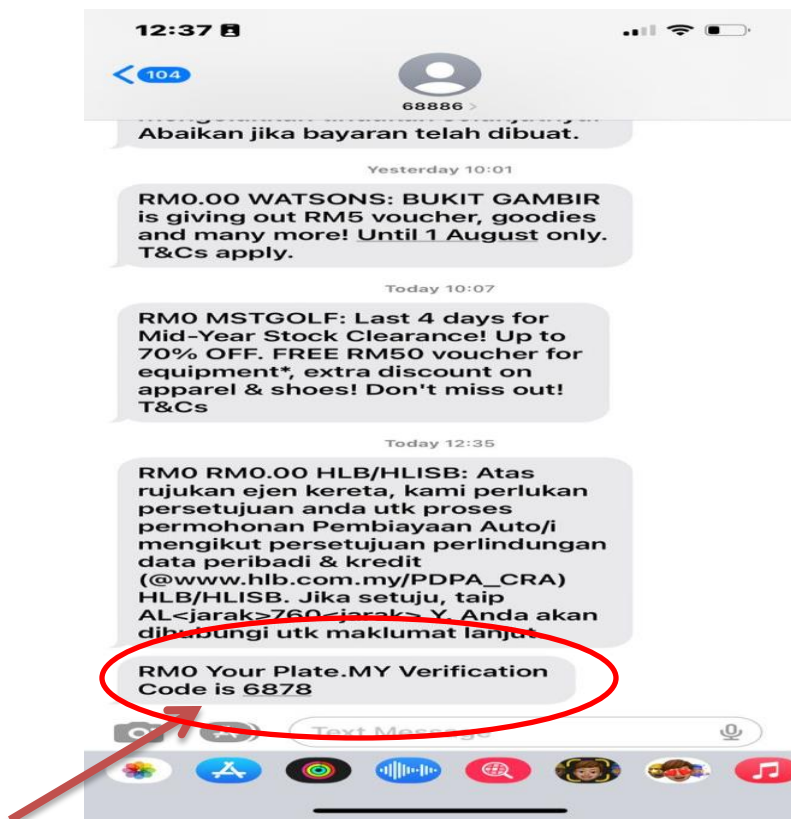 12:37
104
68886 >
Abaikan jika bayaran telah dibuat.
Yesterday 10:01
RM0.00 WATSONS: BUKIT GAMBIR
is giving out RM5 voucher, goodies
and many more! Until 1 August only.
T&Cs apply.
Today 10:07
RM0 MSTGOLF: Last 4 days for
Mid-Year Stock Clearance! Up to
70% OFF. FREE RM50 voucher for
equipment*, extra discount on
apparel & shoes! Don't miss out!
T&Cs
Today 12:35
RM0 RM0.00 HLB/HLISB: Atas
rujukan ejen kereta, kami perlukan
persetujuan anda utk proses
permohonan Pembiayaan Auto/i
mengikut persetujuan perlindungan
data peribadi & kredit
(@www.hlb.com.my/PDPA_CRA)
HLB/HLISB. Jika setuju, taip
AL<jarak>760<jarak> Y. Anda akan
dihubungi utk maklumat lanjut
RM0 Your Plate.MY Verification
Code is 6878
Text Message